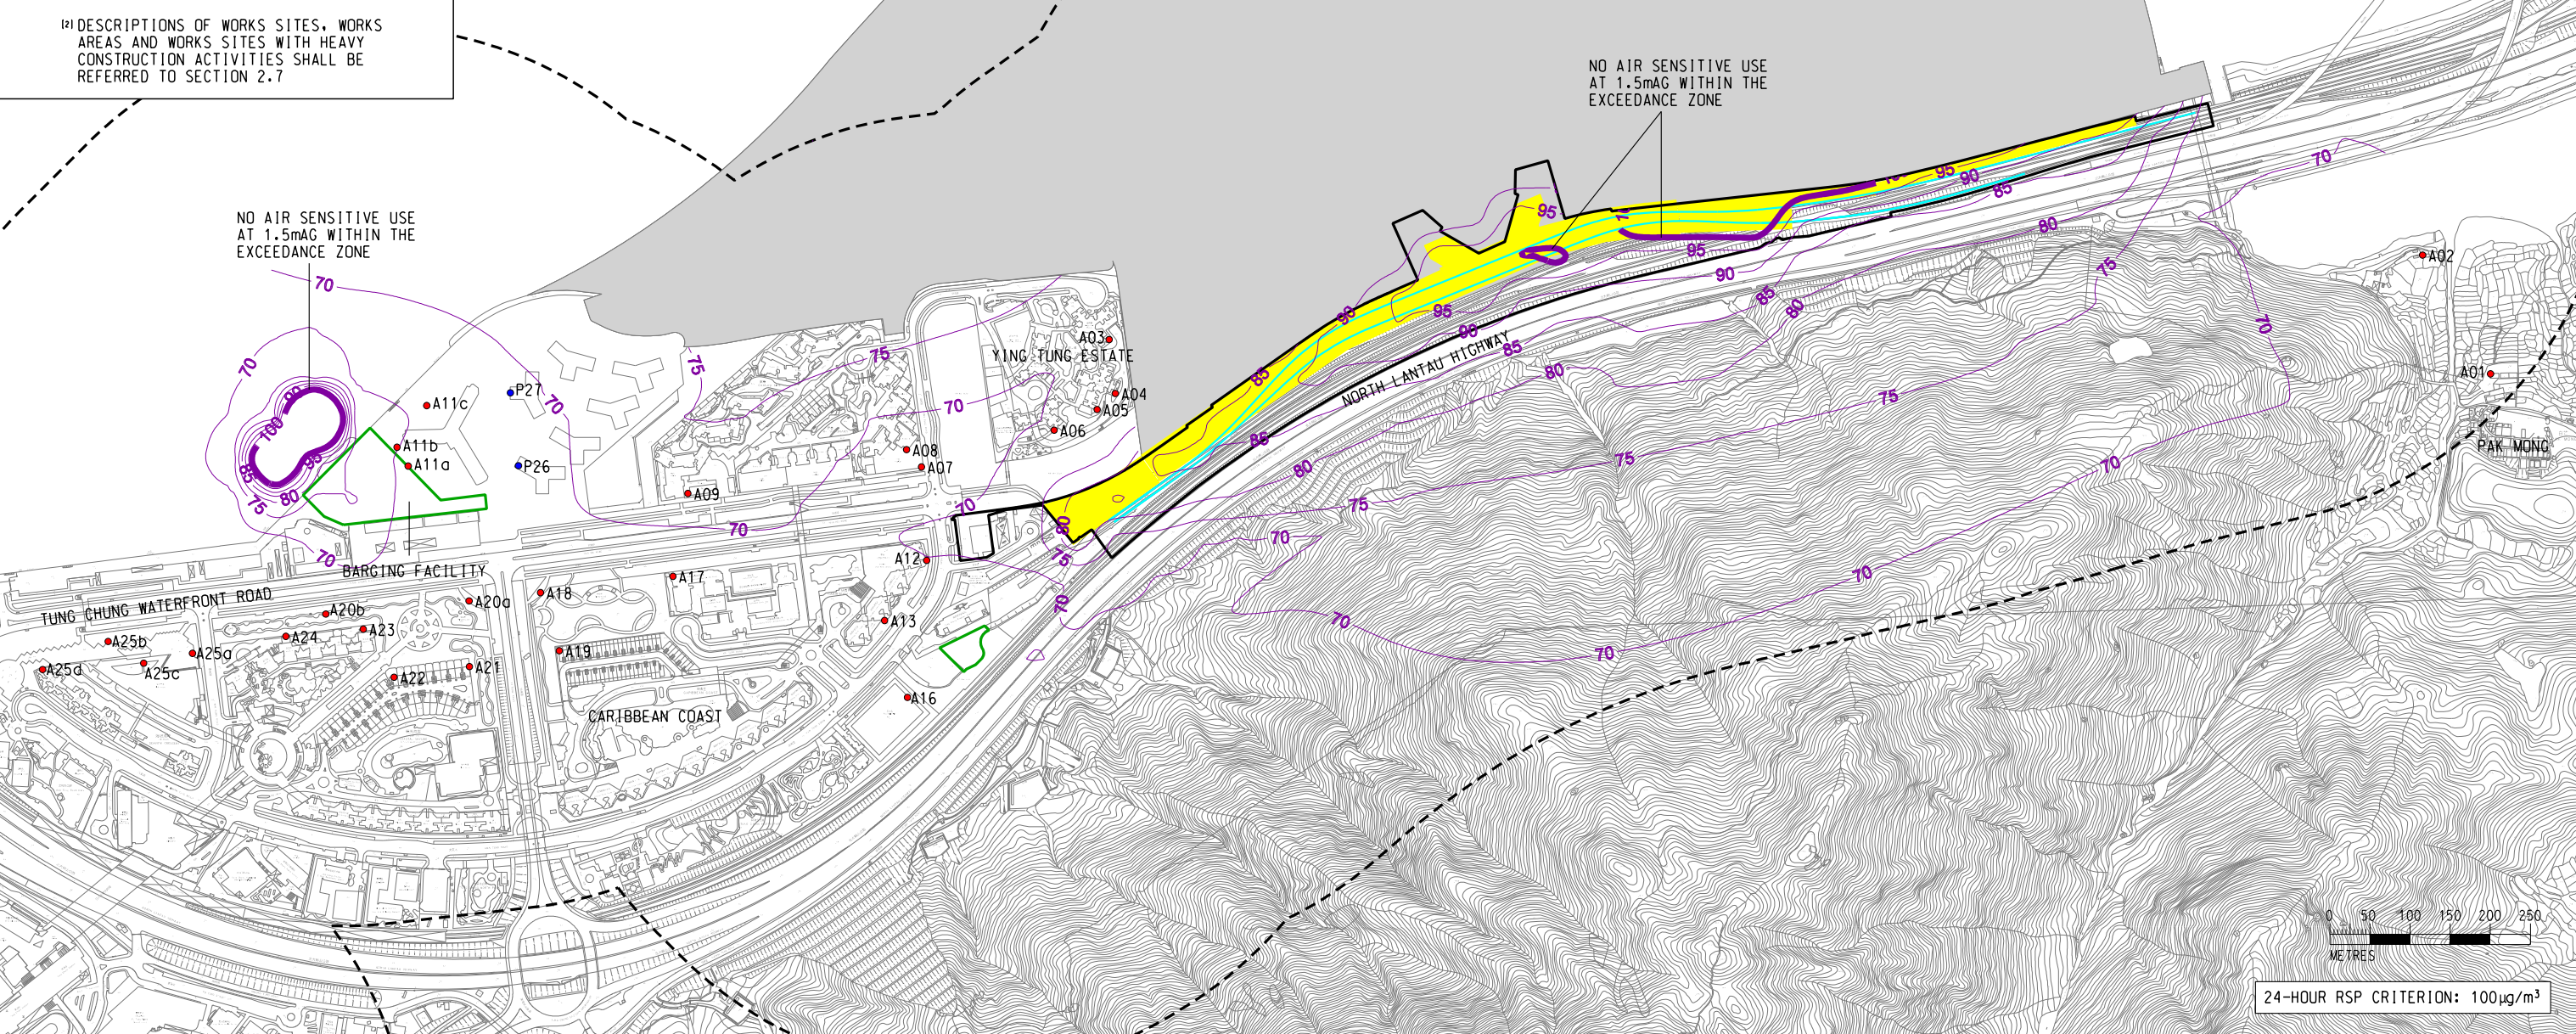 [2] DESCRIPTIONS OF WORKS SITES, WORKS
AREAS AND WORKS SITES WITH HEAVY
CONSTRUCTION ACTIVITIES SHALL BE
REFERRED TO SECTION 2.7
NO AIR SENSITIVE USE
AT 1.5mAG WITHIN THE
EXCEEDANCE ZONE
NO AIR SENSITIVE USE
AT 1.5mAG WITHIN THE
EXCEEDANCE ZONE
70
70
90
100
95
85
80
75
70
A11c
A11b
A11a
P27
P26
70
75
75
70
70
A09
A08
A07
A03
YING TUNG ESTATE
A04
A05
A06
70
80
75
70
BARGING FACILITY
TUNG CHUNG WATERFRONT ROAD
A12
A13
A16
A17
A18
A19
A20a
A20b
A21
A22
A23
A24
A25a
A25b
A25c
A25d
CARIBBEAN COAST
NORTH LANTAU HIGHWAY
85
90
95
95
95
90
85
80
95
90
85
80
75
70
70
90
85
85
80
80
75
75
75
70
70
70
70
70
A02
A01
PAK MONG
0 50 100 150 200 250
METRES
24-HOUR RSP CRITERION: 100μg/m³